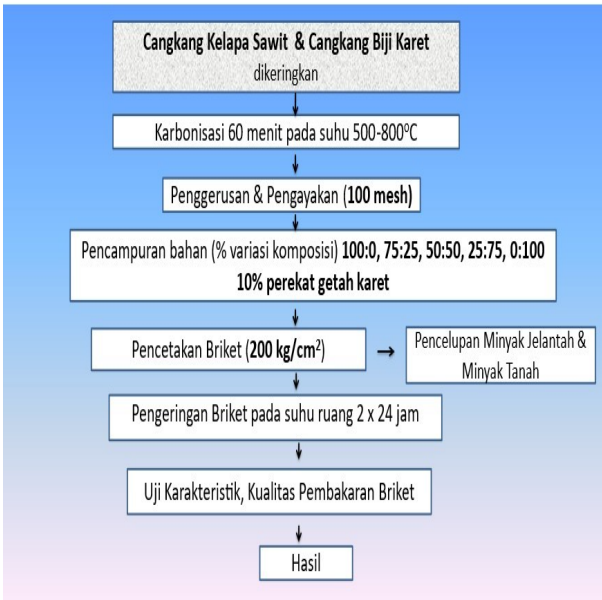 Cangkang Kelapa Sawit & Cangkang Biji Karet
dikeringkan
Karbonisasi 60 menit pada suhu 500-800⁰C
Penggerusan & Pengayakan (100 mesh)
Pencampuran bahan (% variasi komposisi) 100:0, 75:25, 50:50, 25:75, 0:100
10% perekat getah karet
Pencetakan Briket (200 kg/cm²)
Pencelupan Minyak Jelantah &
Minyak Tanah
Pengeringan Briket pada suhu ruang 2 x 24 jam
Uji Karakteristik, Kualitas Pembakaran Briket
Hasil